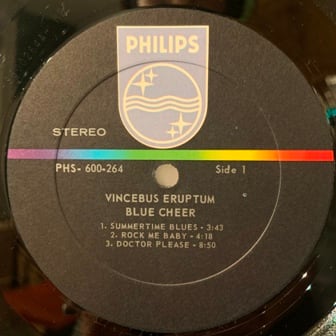 PHILIPS
STEREO
PHS- 600-264 Side 1
VINCEBUS ERUPTUM
BLUE CHEER
1. SUMMERTIME BLUES - 3:43
2. ROCK ME BABY - 4:18
3. DOCTOR PLEASE - 8:50